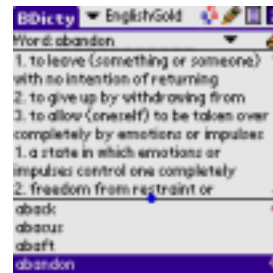 BDicty EnglishGold
Word: abandon
1. to leave (something or someone)
with no intention of returning
2. to give up by withdrawing from
3. to allow (oneself) to be taken over
completely by emotions or impulses
1. a state in which emotions or
impulses control one completely
2. freedom from restraint or
aback
abacus
abaft
abandon